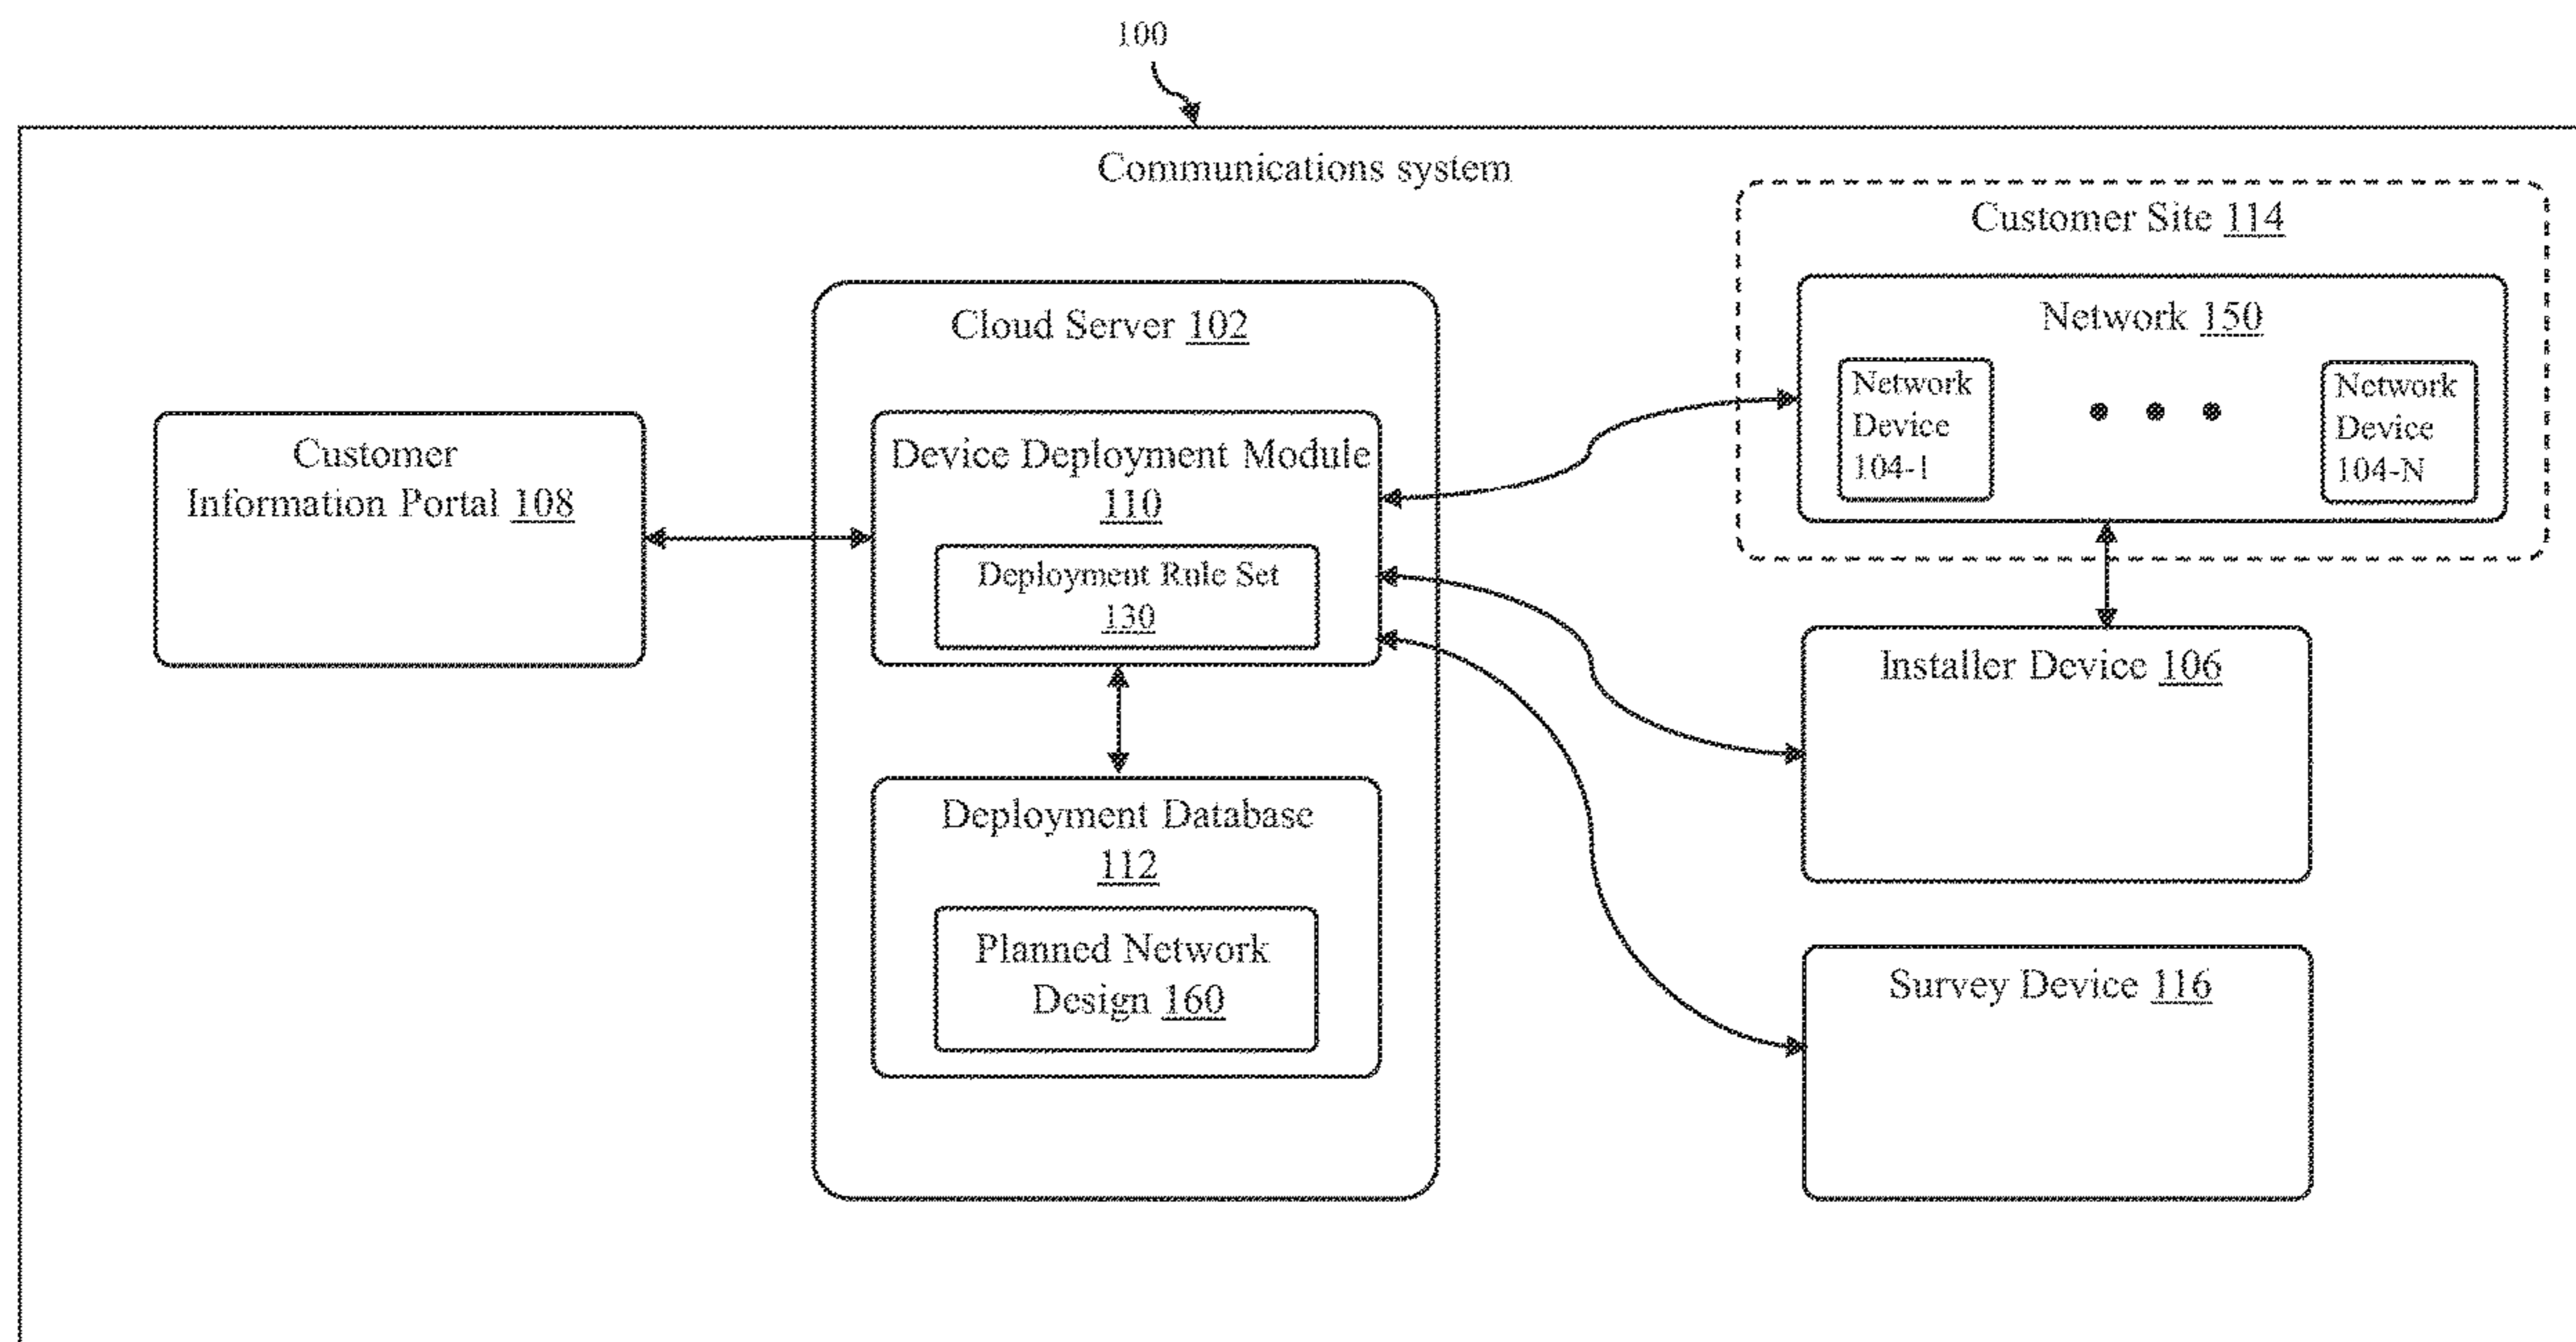 100
Communications system
Customer Site 114
Network 150
Network
Device
104-1
Network
Device
104-N
Cloud Server 102
Device Deployment Module
110
Deployment Rule Set
130
Customer
Information Portal 108
Deployment Database
112
Planned Network
Design 160
Installer Device 106
Survey Device 116